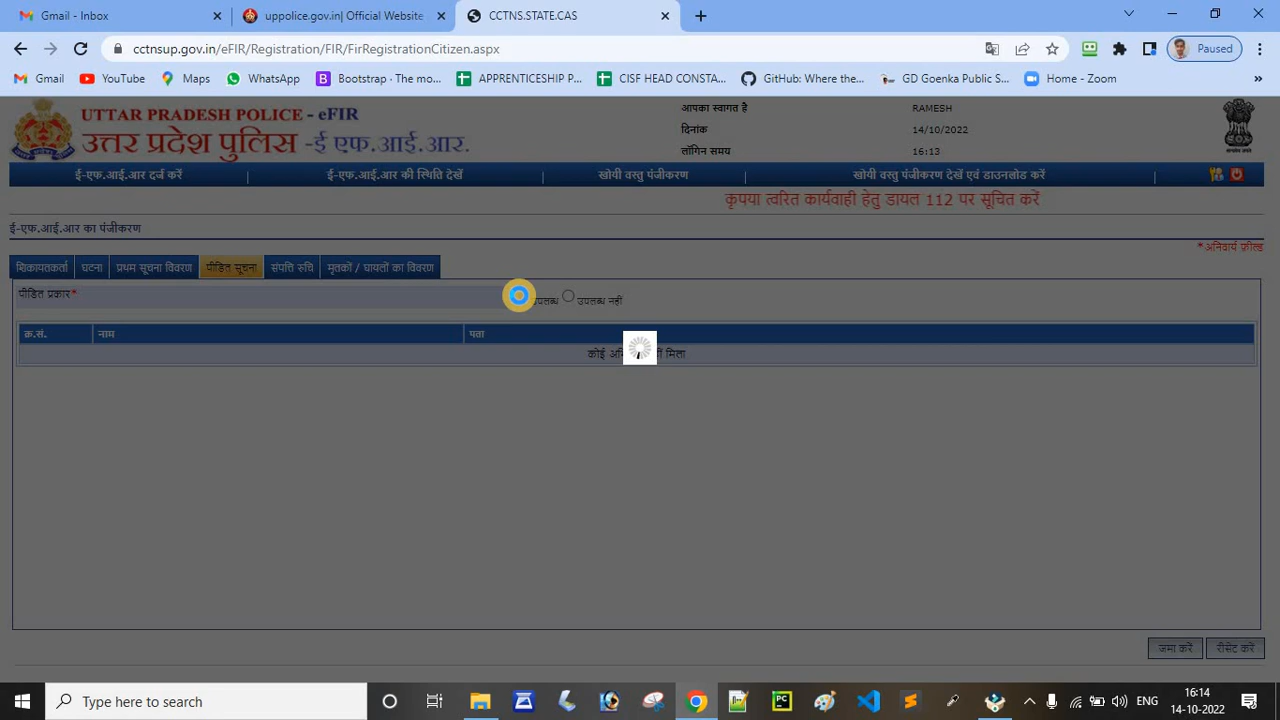 Gmail - Inbox
uppolice.gov.in| Official Website
CCTNS.STATE.CAS
cctnsup.gov.in/eFIR/Registration/FIR/FirRegistrationCitizen.aspx
Paused
Gmail
YouTube
Maps
WhatsApp
Bootstrap · The mo...
APPRENTICESHIP P...
CISF HEAD CONSTA...
GitHub: Where the...
GD Goenka Public S...
Home - Zoom
UTTAR PRADESH POLICE - eFIR
उत्तर प्रदेश पुलिस -ई एफ.आई.आर.
आपका स्वागत है RAMESH
दिनांक 14/10/2022
लॉगिन समय 16:13
ई-एफ.आई.आर दर्ज करें
ई-एफ.आई.आर की स्थिति देखें
खोयी वस्तु पंजीकरण
खोयी वस्तु पंजीकरण देखें एवं डाउनलोड करें
कृपया त्वरित कार्यवाही हेतु डायल 112 पर सूचित करें
ई-एफ.आई.आर का पंजीकरण
*अनिवार्य फ़ील्ड
शिकायतकर्ता
घटना
प्रथम सूचना विवरण
पीडित सूचना
संपत्ति रुचि
मृतकों / घायलों का विवरण
पीडित प्रकार*
उपलब्ध
उपलब्ध नहीं
क्र.सं.
नाम
पता
कोई मिला
जमा करें
रीसेट करें
Type here to search
ENG
16:14
14-10-2022